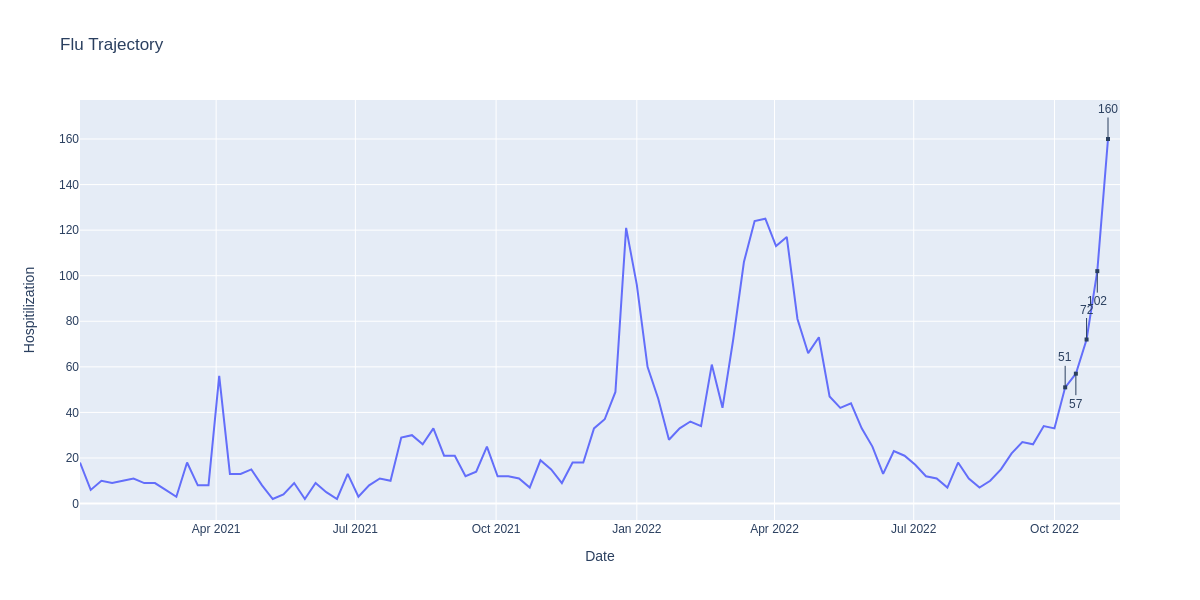 Flu Trajectory
160
160
140
120
100
102
80
72
60
51
57
40
20
0
Hospitilization
Apr 2021
Jul 2021
Oct 2021
Jan 2022
Apr 2022
Jul 2022
Oct 2022
Date